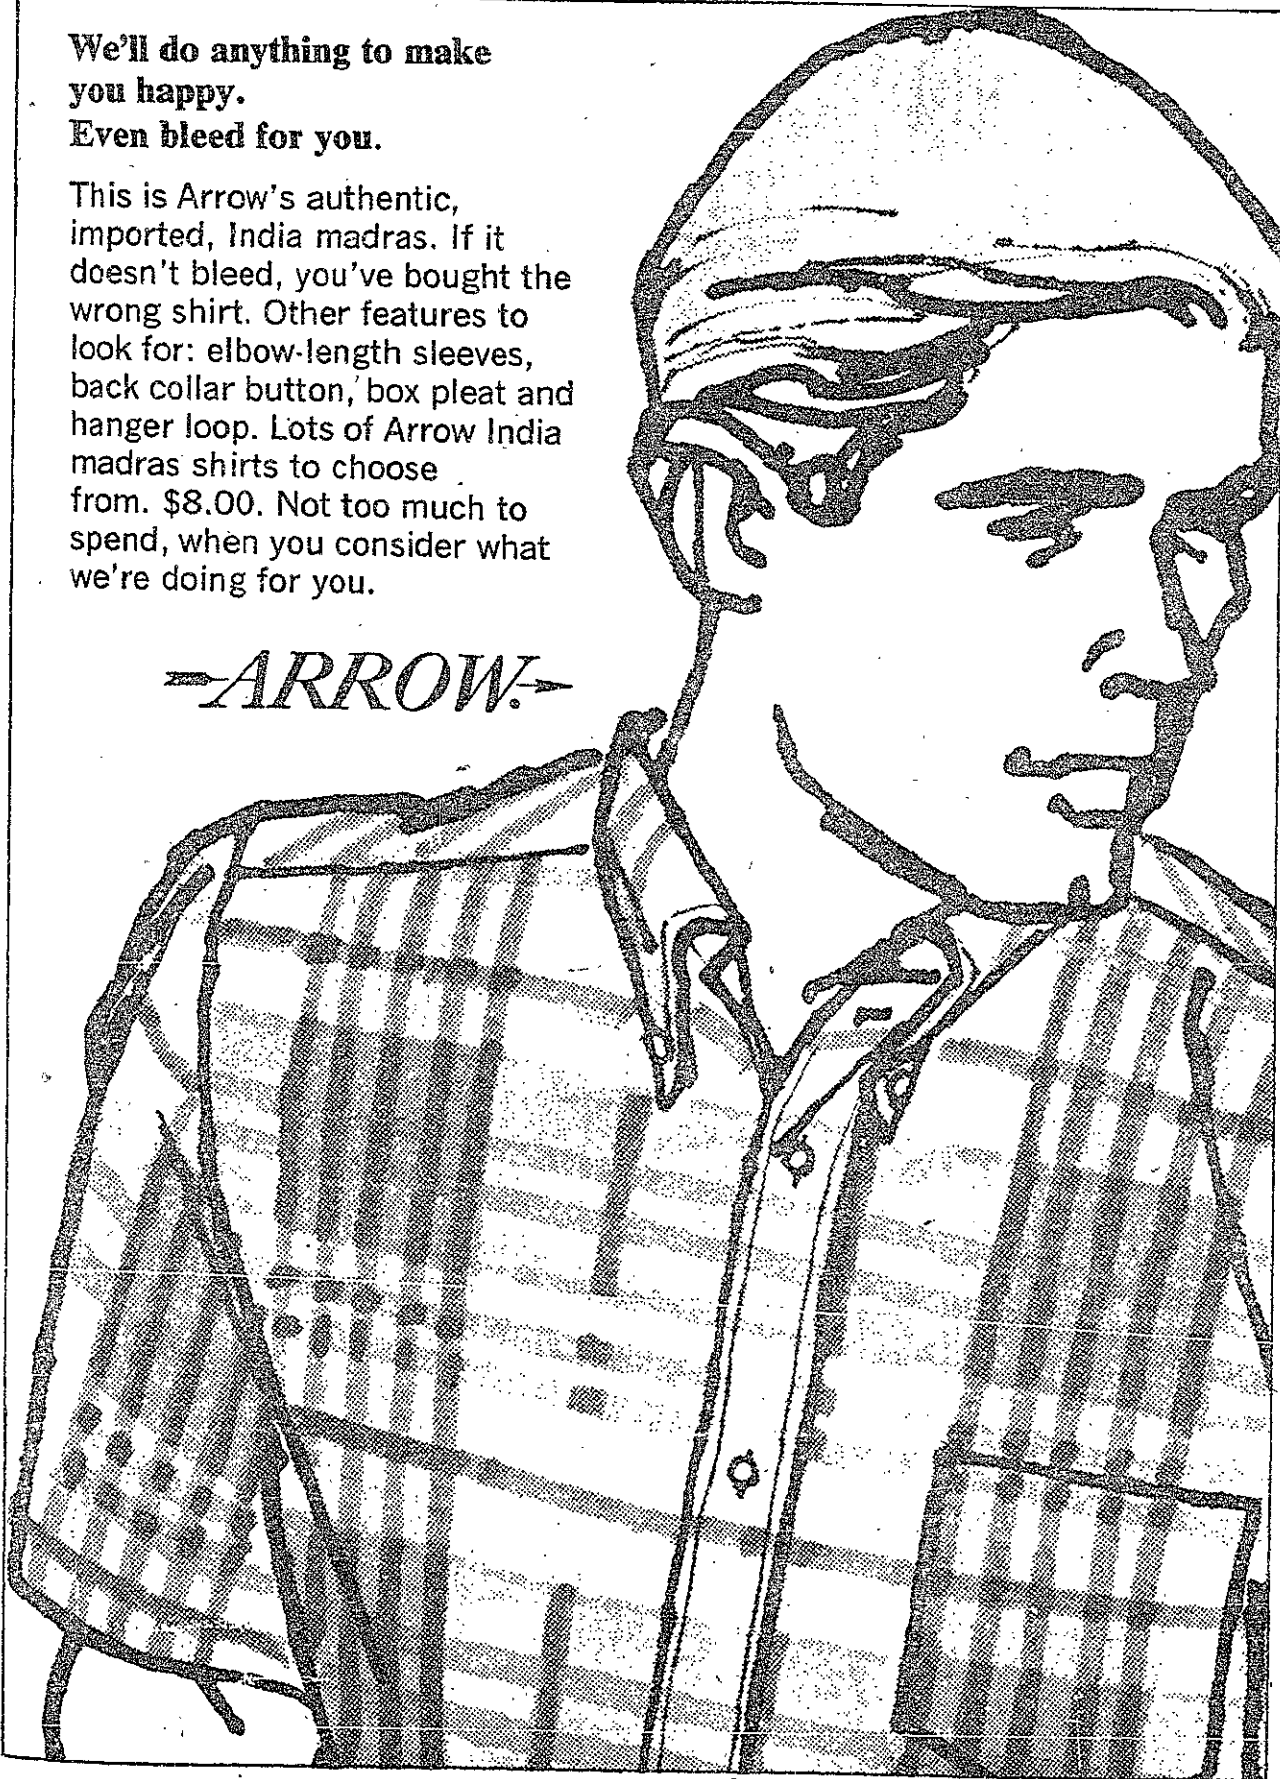 We'll do anything to make
you happy.
Even bleed for you.
This is Arrow's authentic,
imported, India madras. If it
doesn't bleed, you've bought the
wrong shirt. Other features to
look for: elbow-length sleeves,
back collar button, box pleat and
hanger loop. Lots of Arrow India
madras shirts to choose
from. $8.00. Not too much to
spend, when you consider what
we're doing for you.
ARROW.